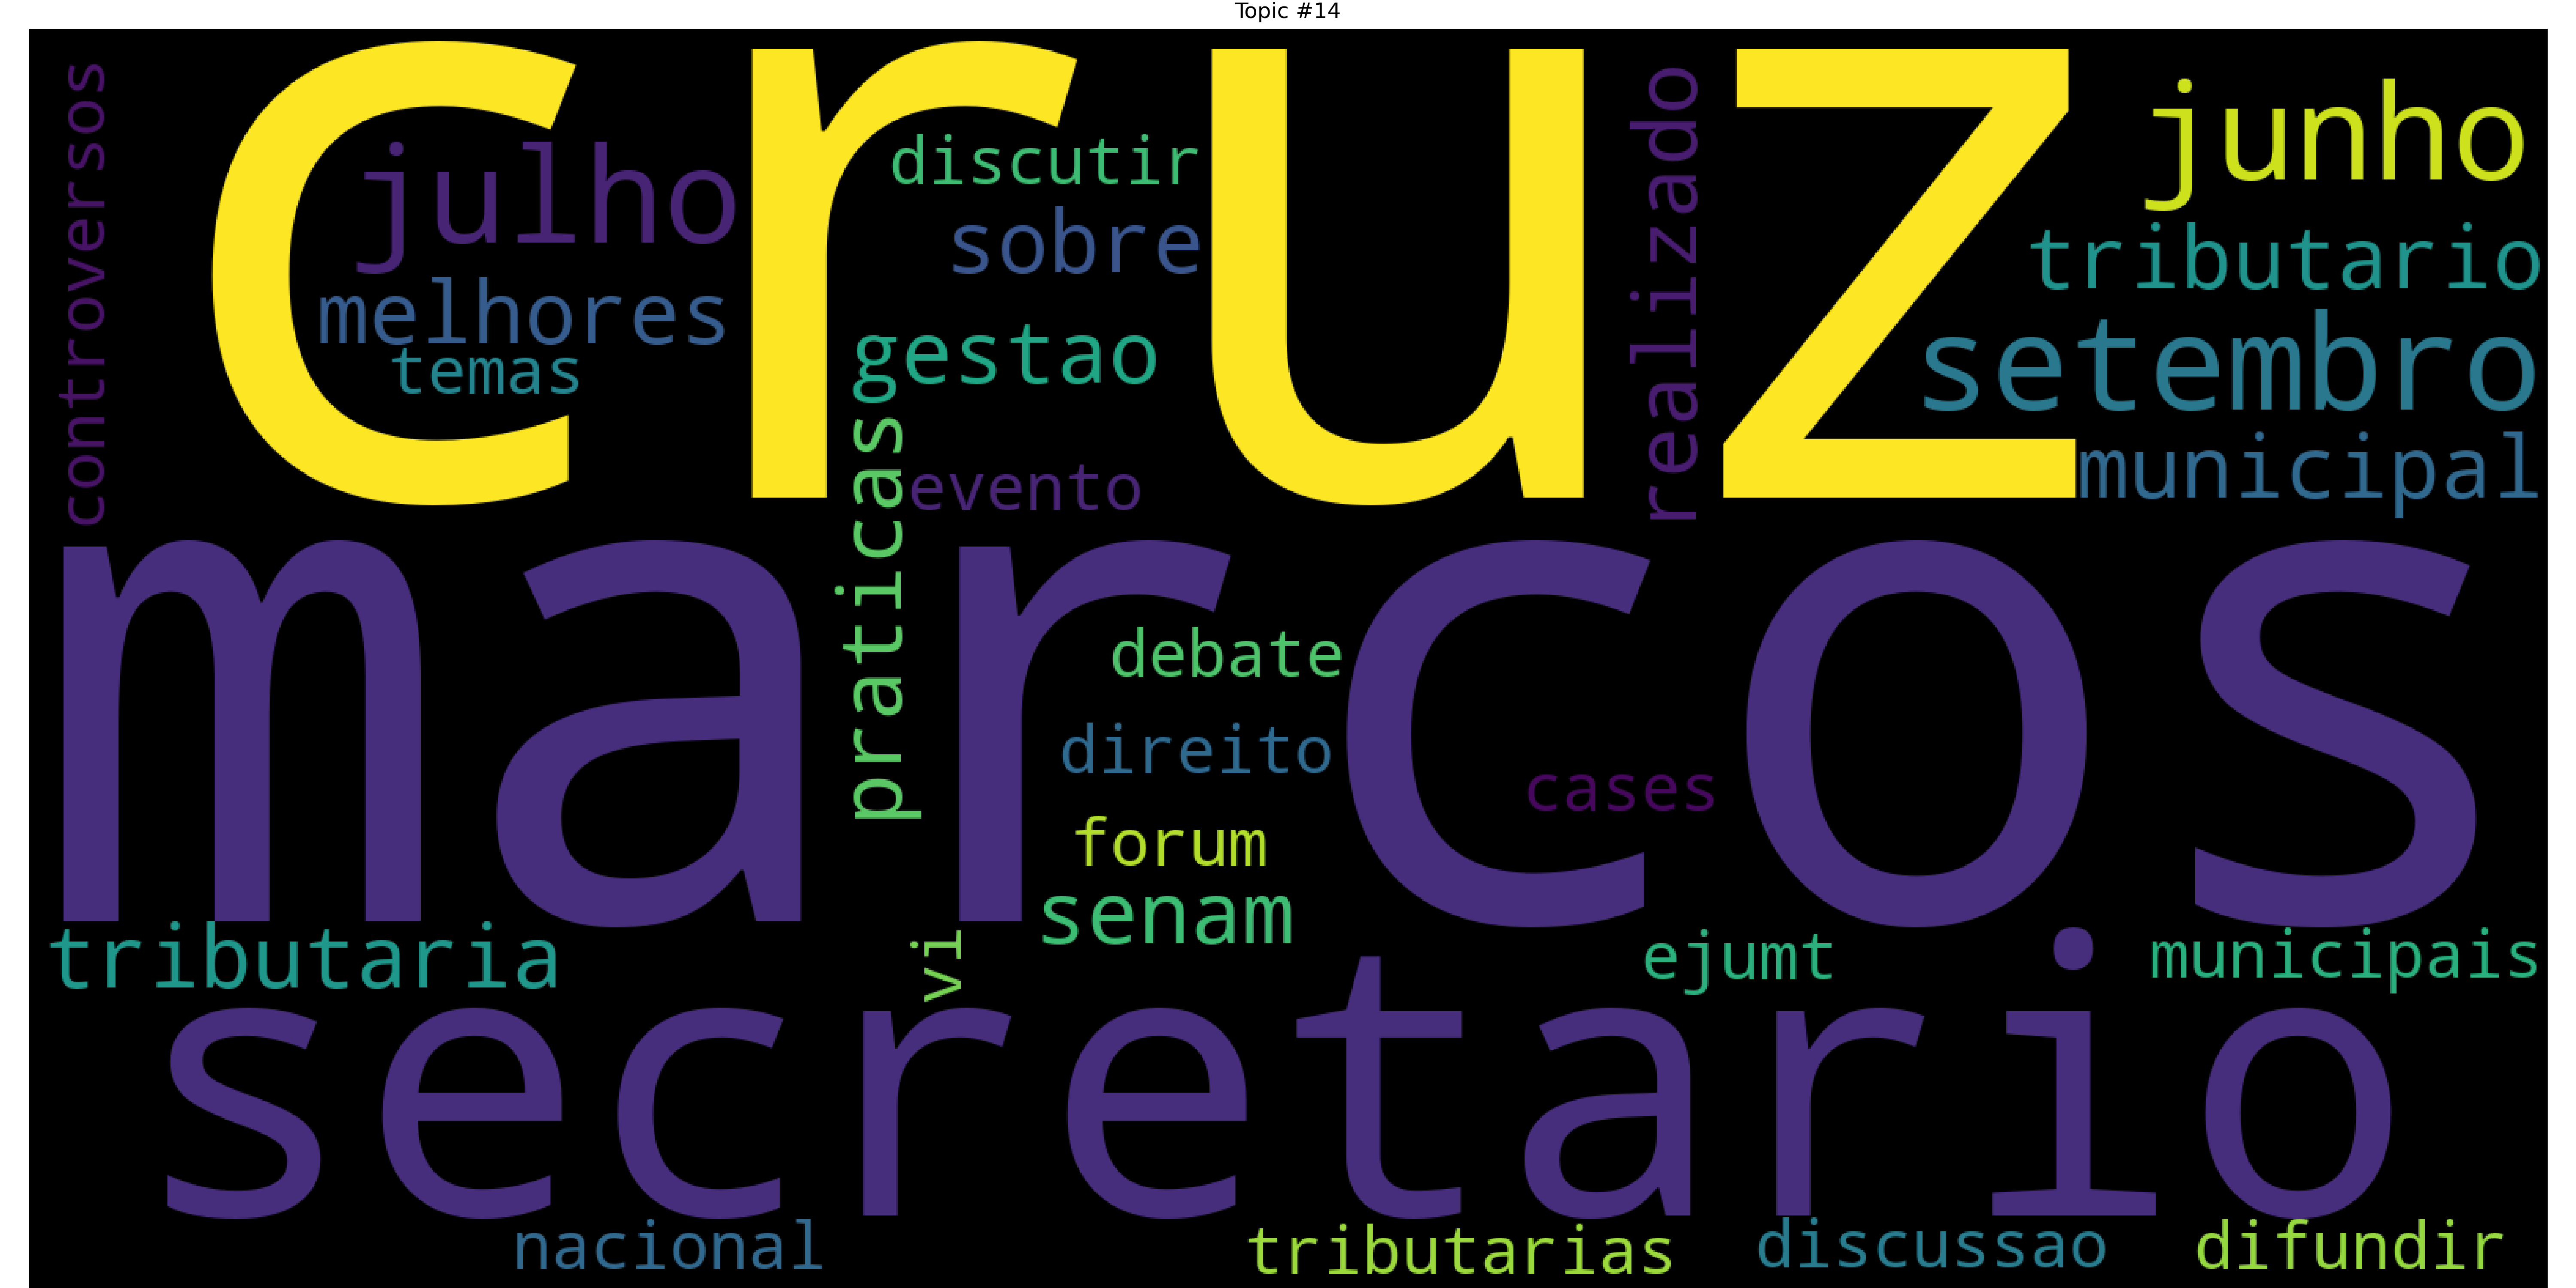 Topic #14
cruz
controversos
julho
discutir
realizado
junho
sobre
tributario
melhores
temas
gestao
setembro
praticas
evento
municipal
marcos
debate
direito
cases
forum
senam
tributaria
vi
ejumt
municipais
secretario
nacional
tributarias
discussao
difundir